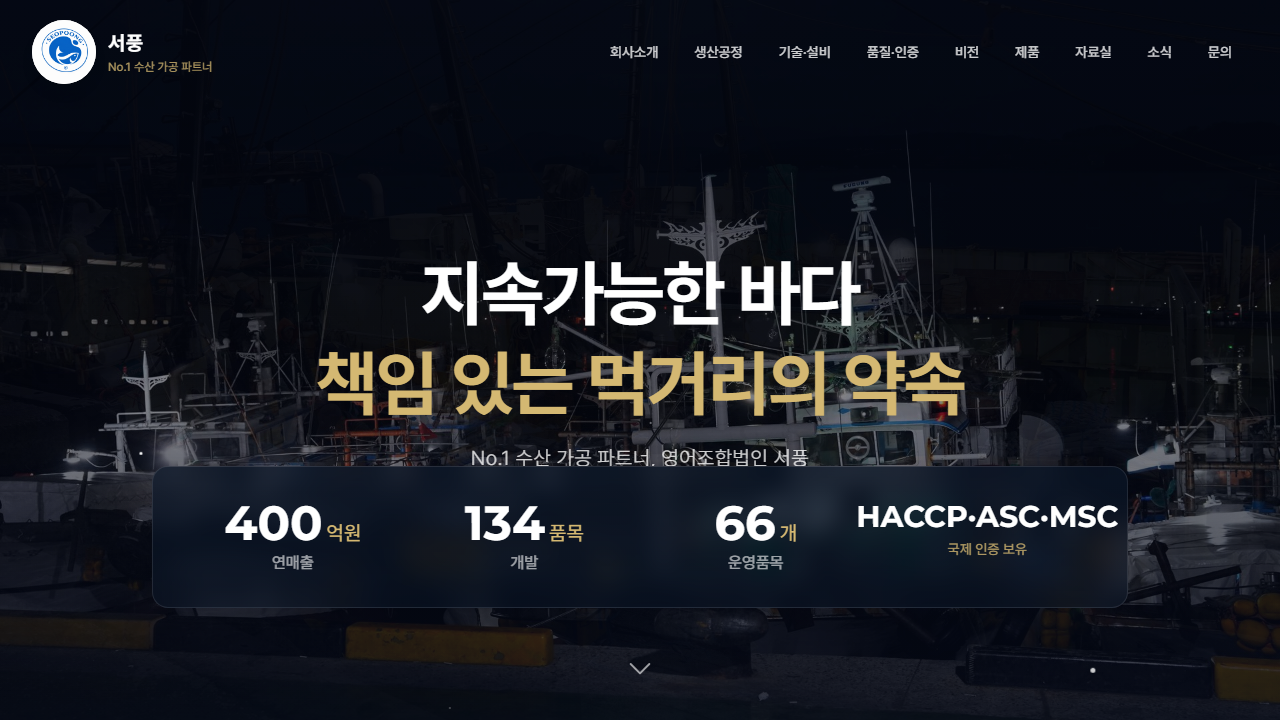 SEOPOONG
서풍
No.1 수산 가공 파트너
회사소개 생산공정 기술·설비 품질·인증 비전 제품 자료실 소식 문의
지속가능한 바다
책임 있는 먹거리의 약속
No.1 수산 가공 파트너, 영어조합법인 서풍
400 억원 134 품목 66 개 HACCP·ASC·MSC
연매출 개발 운영품목 국제 인증 보유